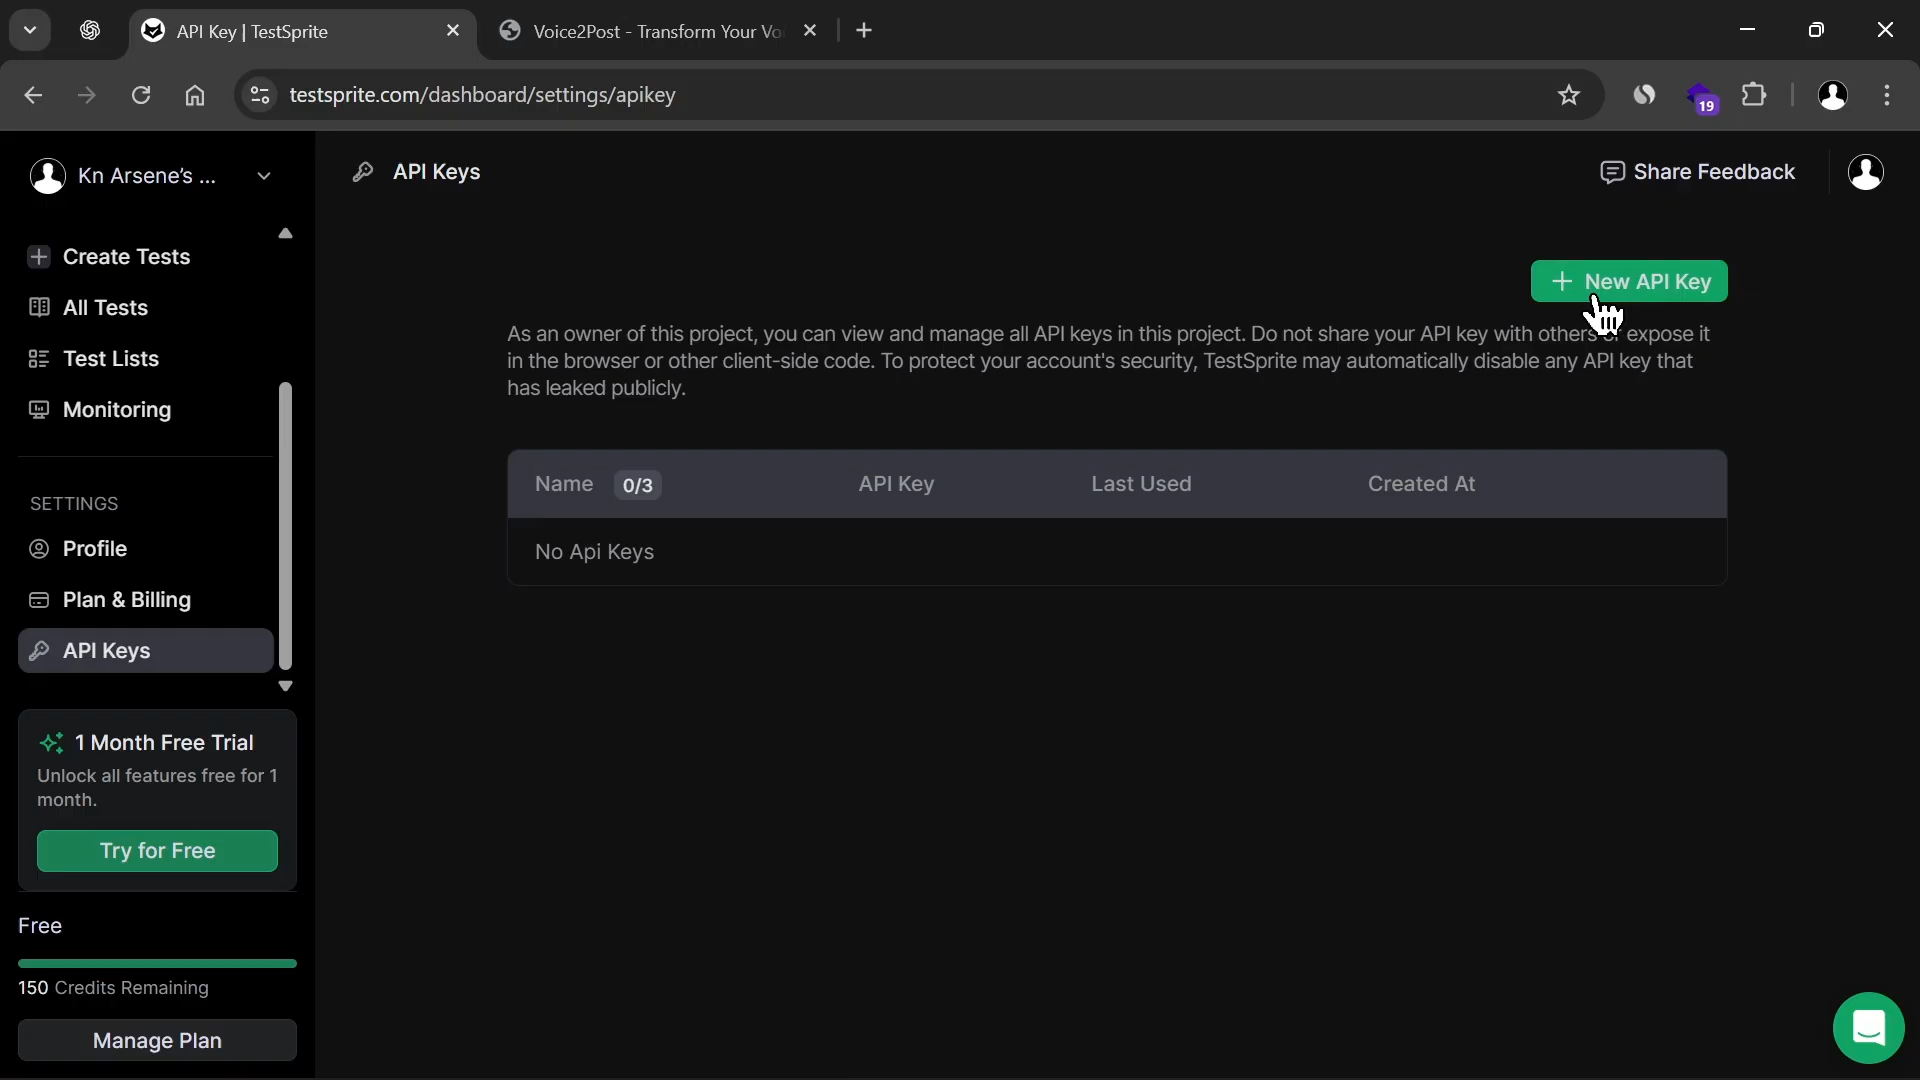 API Key | TestSprite
Voice2Post - Transform Your Vo
testsprite.com/dashboard/settings/apikey
19
Kn Arsene's ...
API Keys
Share Feedback
Create Tests
All Tests
Test Lists
Monitoring
SETTINGS
Profile
Plan & Billing
API Keys
1 Month Free Trial
Unlock all features free for 1
month.
Try for Free
Free
150 Credits Remaining
Manage Plan
New API Key
As an owner of this project, you can view and manage all API keys in this project. Do not share your API key with others or expose it
in the browser or other client-side code. To protect your account's security, TestSprite may automatically disable any API key that
has leaked publicly.
Name 0/3 API Key Last Used Created At
No Api Keys